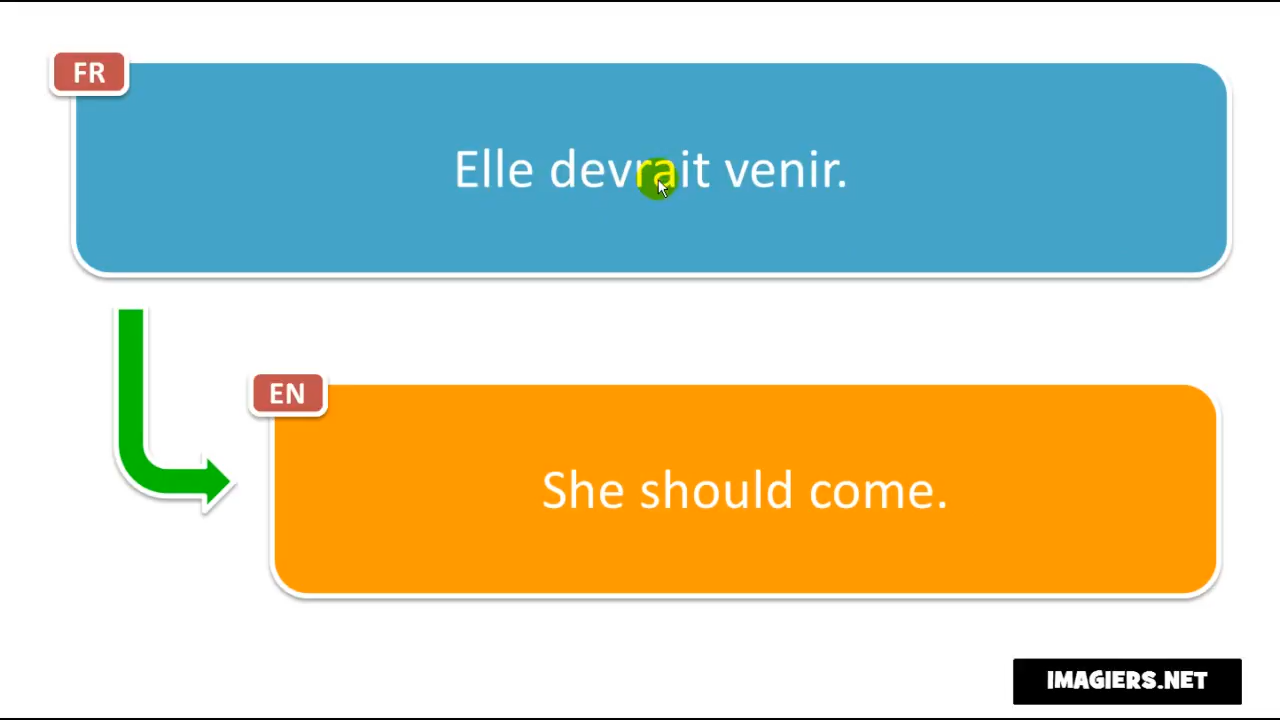 FR
Elle devrait venir.
EN
She should come.
IMAGIERS.NET